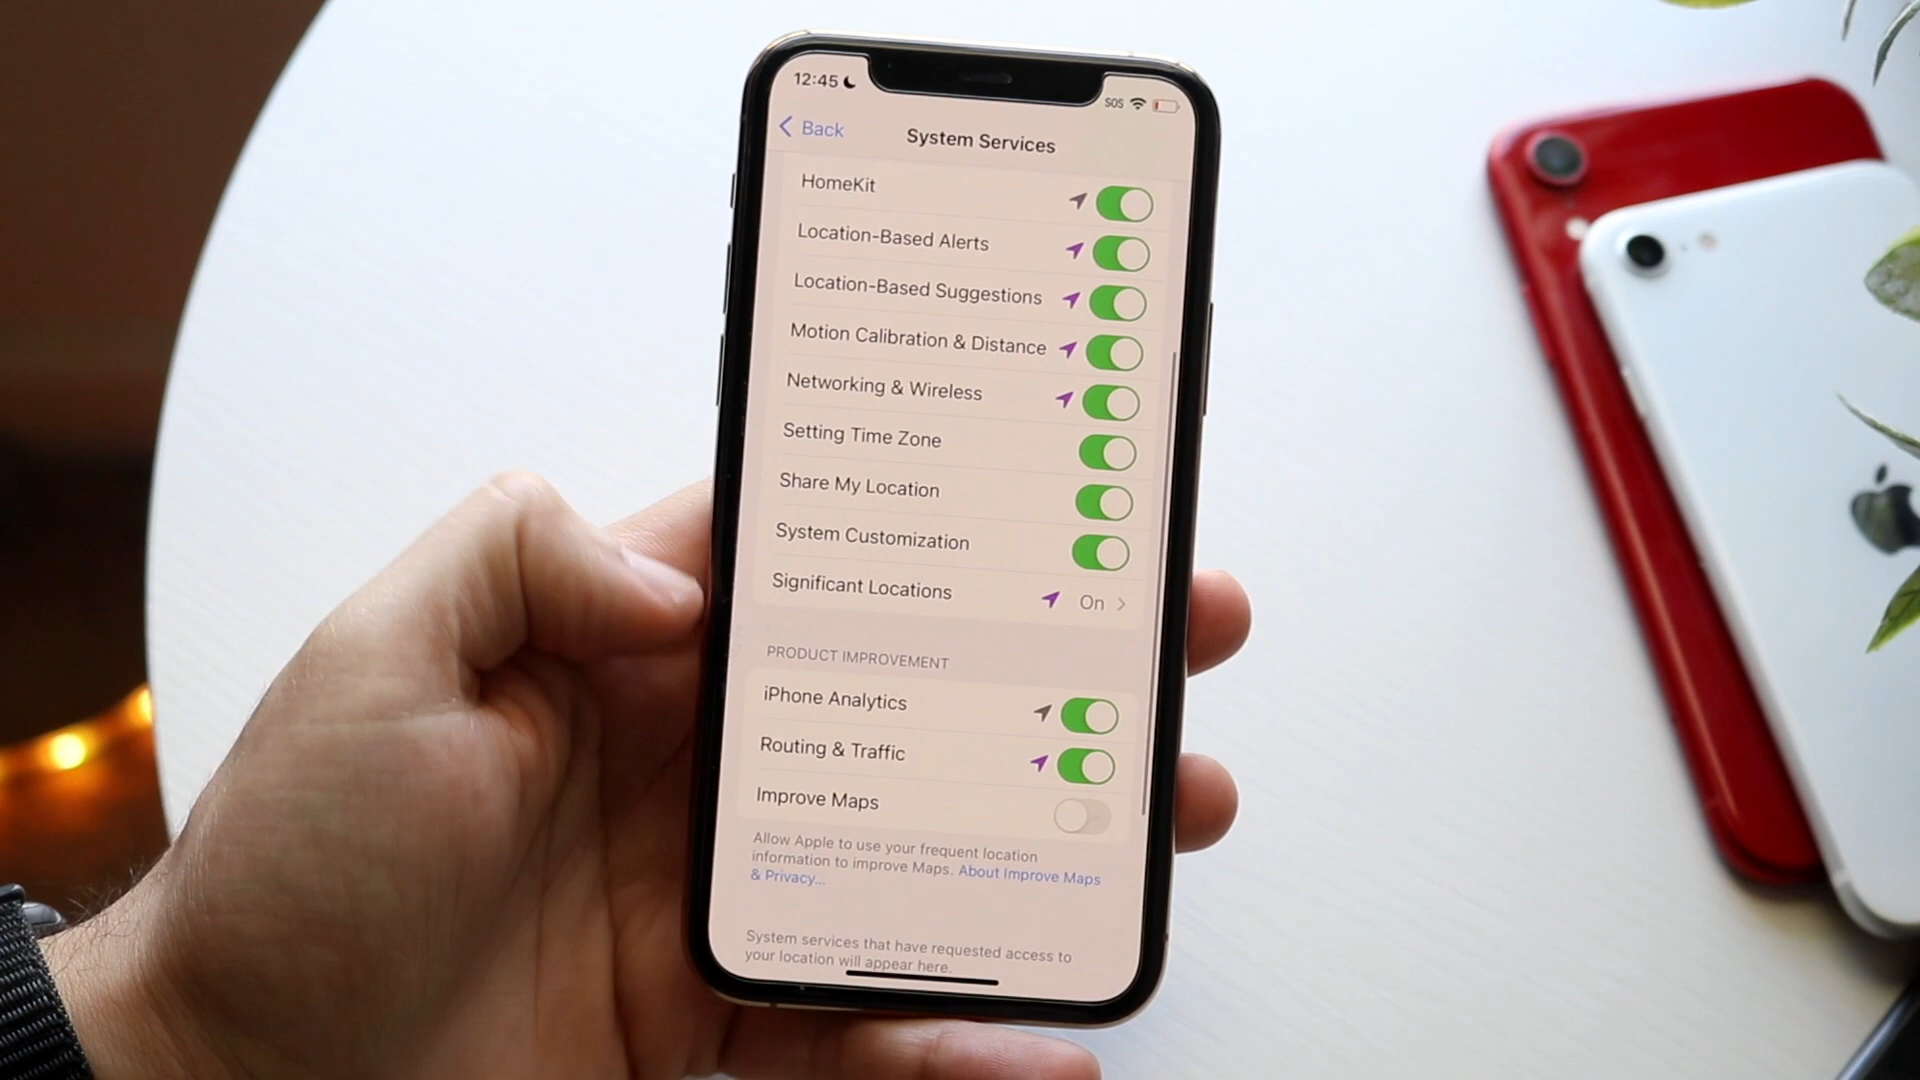 12:45
SOS
Back
System Services
HomeKit
Location-Based Alerts
Location-Based Suggestions
Motion Calibration & Distance
Networking & Wireless
Setting Time Zone
Share My Location
System Customization
Significant Locations On
PRODUCT IMPROVEMENT
iPhone Analytics
Routing & Traffic
Improve Maps
Allow Apple to use your frequent location
information to improve Maps. About Improve Maps
& Privacy...
System services that have requested access to
your location will appear here.